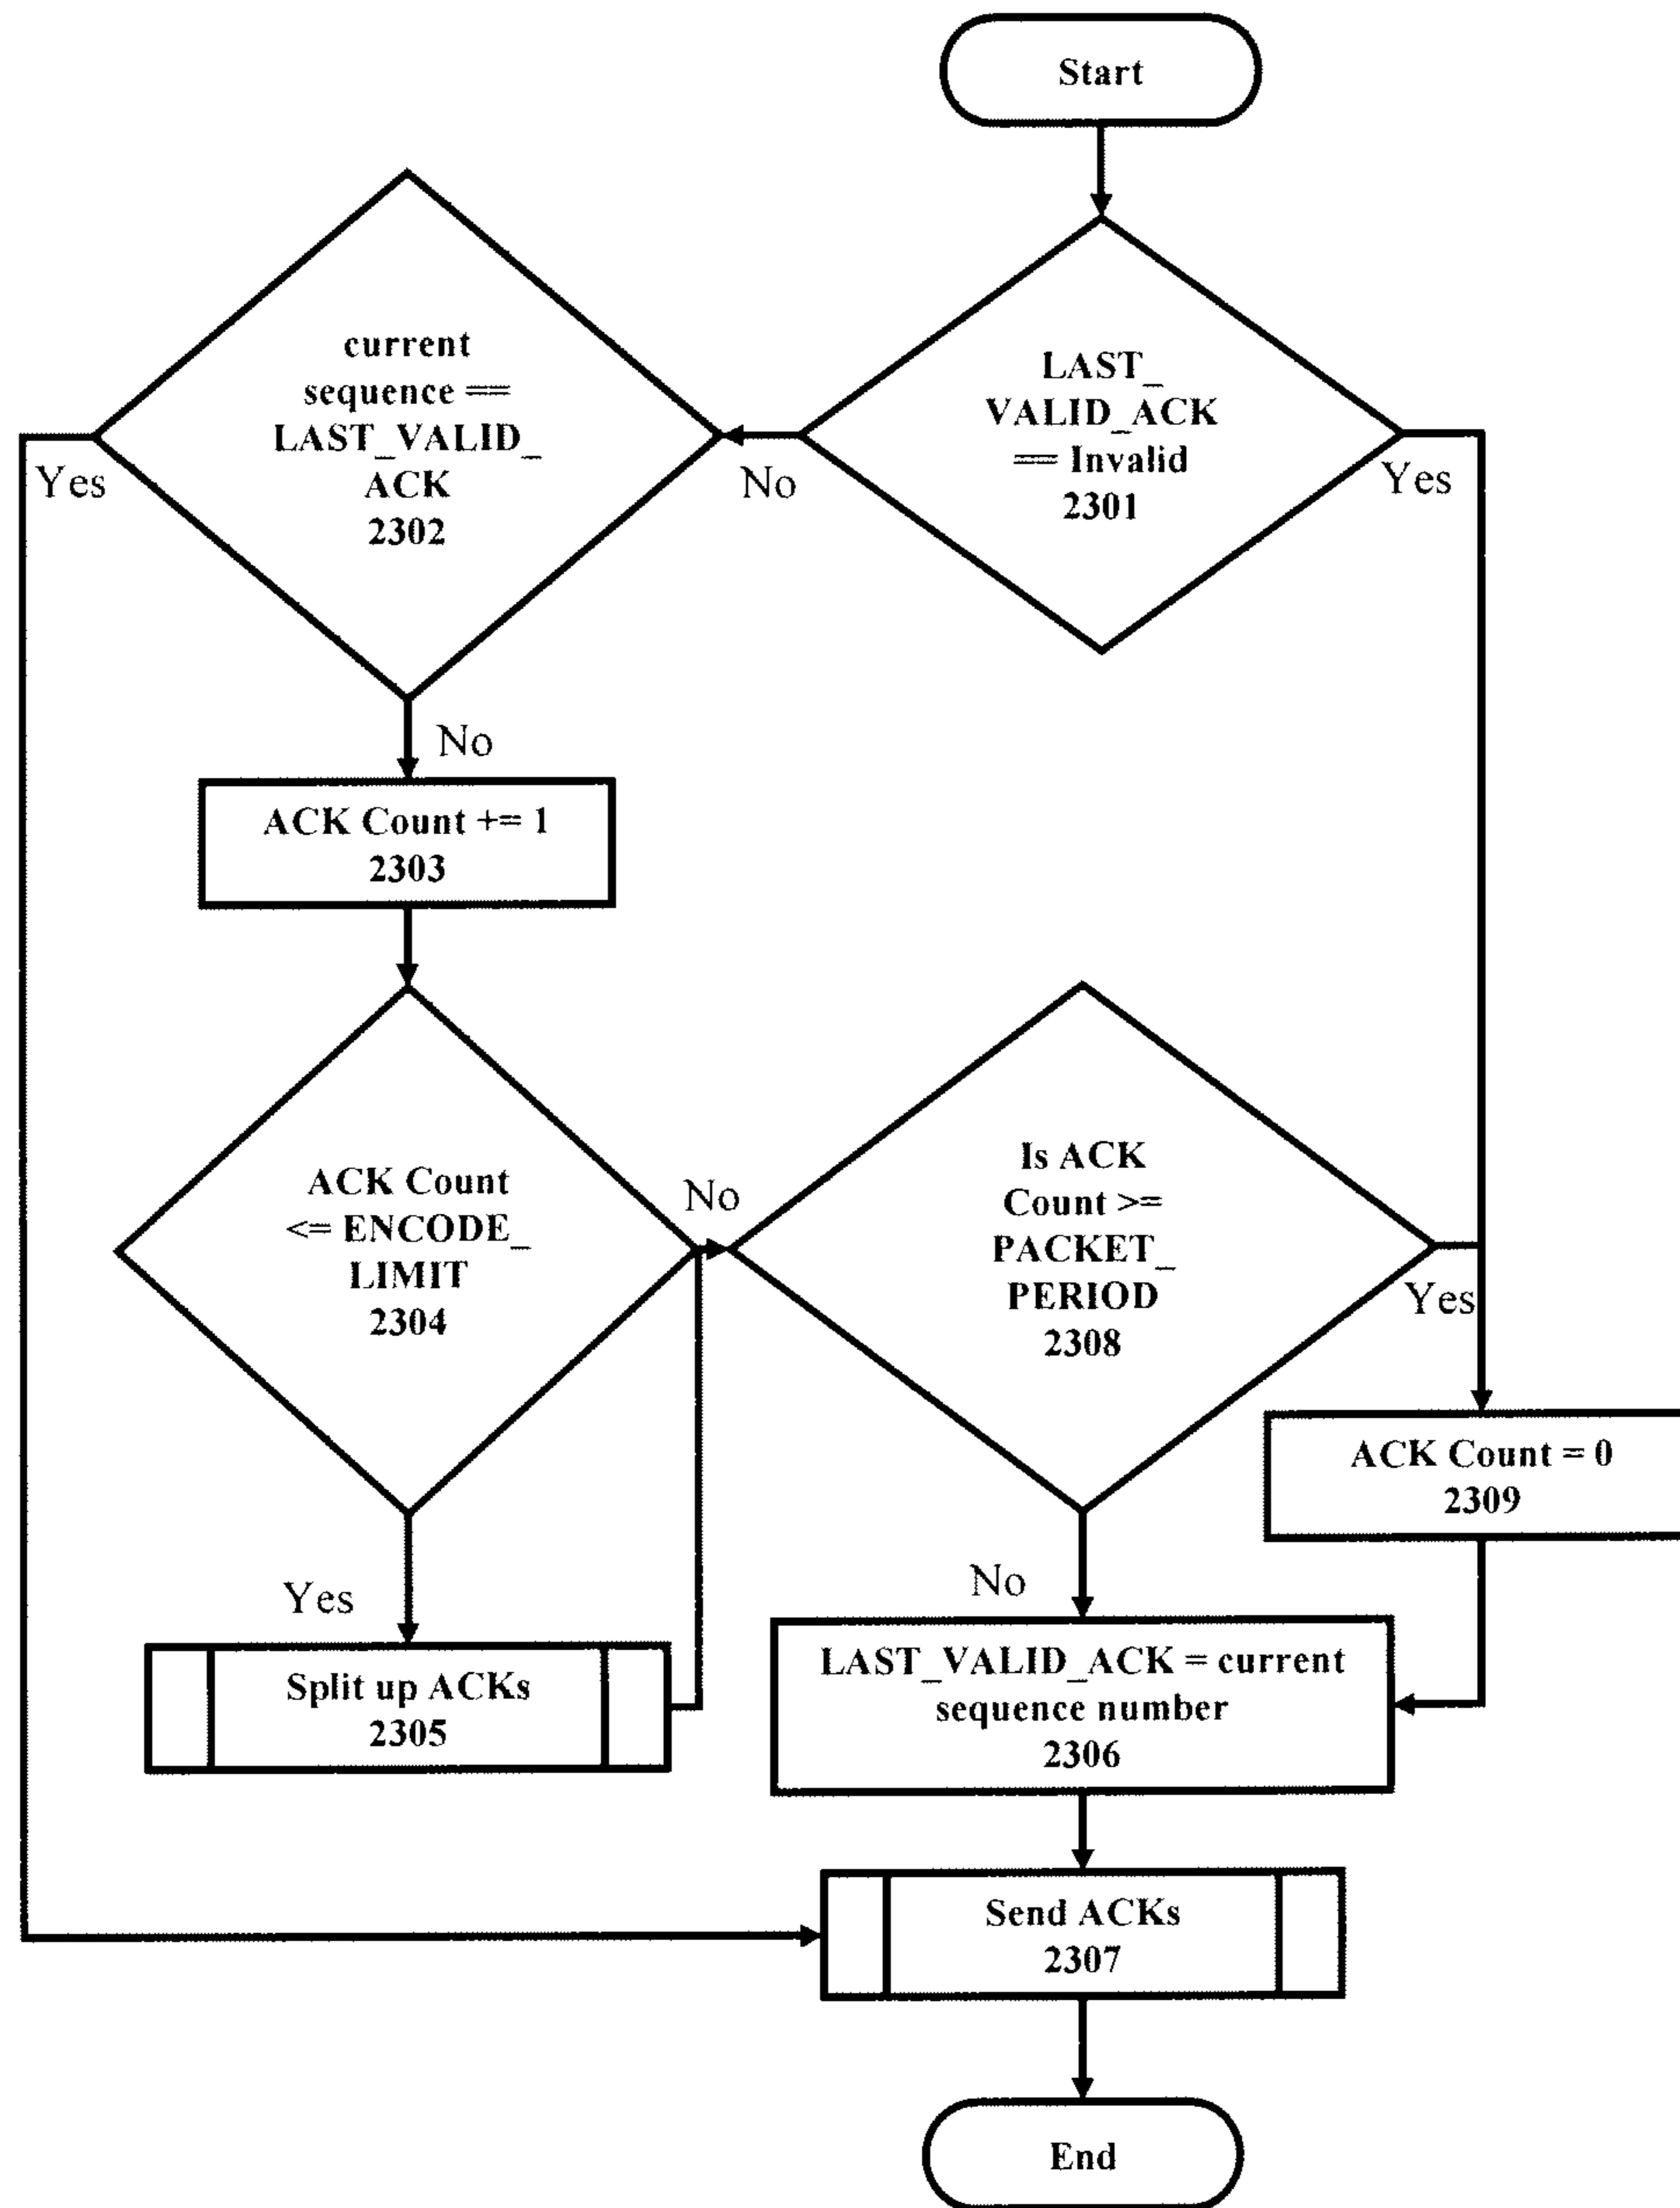 Start
LAST_
VALID_ACK
== Invalid
2301
Yes
No
current
sequence ==
LAST_VALID_
ACK
2302
Yes
No
ACK Count += 1
2303
ACK Count
<= ENCODE_
LIMIT
2304
No
Yes
Split up ACKs
2305
Is ACK
Count >=
PACKET_
PERIOD
2308
Yes
No
ACK Count = 0
2309
LAST_VALID_ACK = current
sequence number
2306
Send ACKs
2307
End